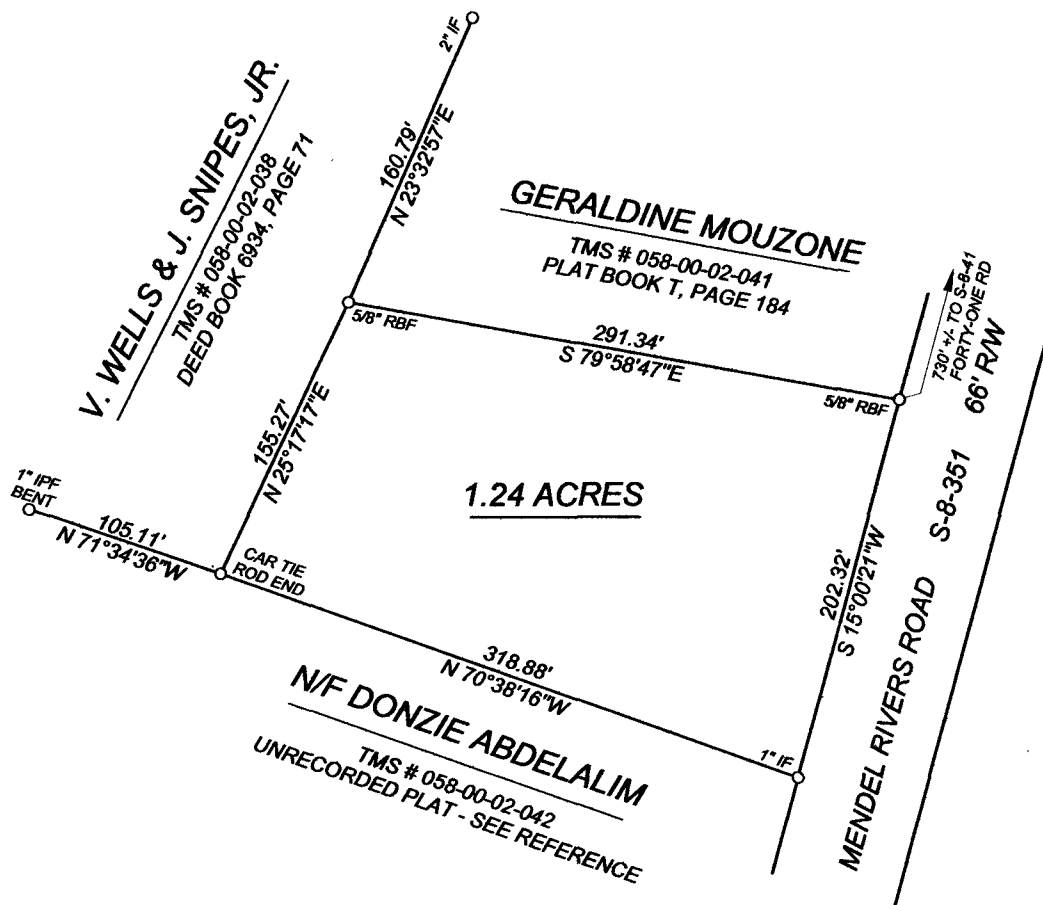 2" IF
160.79'
N 23°32'57"E
V. WELLS & J. SNIPES, JR.
TMS # 058-00-02-038
DEED BOOK 6934, PAGE 71
GERALDINE MOUZONE
TMS # 058-00-02-041
PLAT BOOK T, PAGE 184
730' +/- TO S-8-41
FORTY-ONE RD
66' R/W
5/8" RBF
291.34'
S 79°58'47"E
5/8" RBF
155.27'
N 25°17'17"E
1.24 ACRES
S-8-351
1" IPF
BENT
105.11'
N 71°34'36"W
CAR TIE
ROD END
202.32'
S 15°00'21"W
MENDEL RIVERS ROAD
318.88'
N 70°38'16"W
1" IF
N/F DONZIE ABDELALIM
TMS # 058-00-02-042
UNRECORDED PLAT - SEE REFERENCE